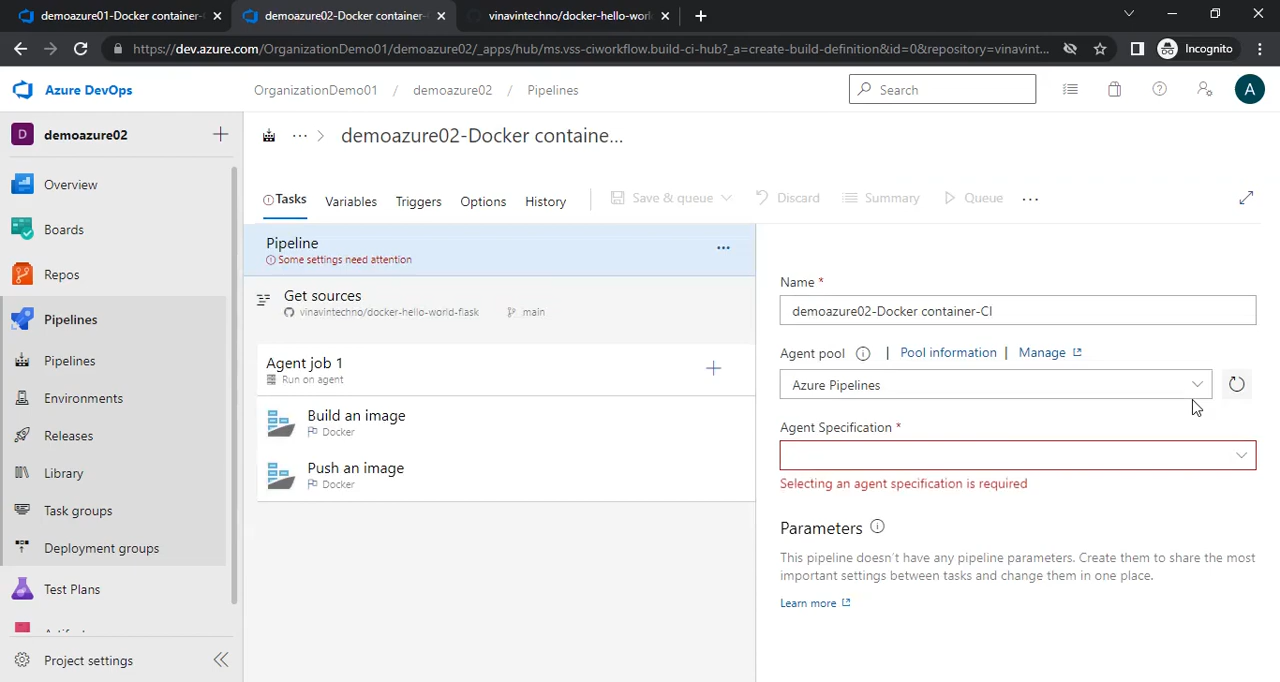 demoazure01-Docker container-
demoazure02-Docker container-
vinavintechno/docker-hello-worl
https://dev.azure.com/OrganizationDemo01/demoazure02/_apps/hub/ms.vss-ciworkflow.build-ci-hub?_a=create-build-definition&id=0&repository=vinavint...
Incognito
Azure DevOps
OrganizationDemo01 / demoazure02 / Pipelines
Search
A
D demoazure02
demoazure02-Docker containe...
Overview
Boards
Repos
Pipelines
Pipelines
Environments
Releases
Library
Task groups
Deployment groups
Test Plans
Project settings
Tasks Variables Triggers Options History
Save & queue Discard Summary Queue
Pipeline
Some settings need attention
Get sources
vinavintechno/docker-hello-world-flask main
Agent job 1
Run on agent
Build an image
Docker
Push an image
Docker
Name *
demoazure02-Docker container-CI
Agent pool | Pool information | Manage
Azure Pipelines
Agent Specification *
Selecting an agent specification is required
Parameters
This pipeline doesn't have any pipeline parameters. Create them to share the most
important settings between tasks and change them in one place.
Learn more